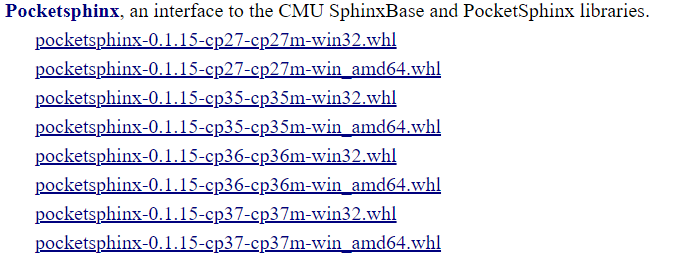 Pocketsphinx, an interface to the CMU SphinxBase and PocketSphinx libraries.
pocketsphinx-0.1.15-cp27-cp27m-win32.whl
pocketsphinx-0.1.15-cp27-cp27m-win_amd64.whl
pocketsphinx-0.1.15-cp35-cp35m-win32.whl
pocketsphinx-0.1.15-cp35-cp35m-win_amd64.whl
pocketsphinx-0.1.15-cp36-cp36m-win32.whl
pocketsphinx-0.1.15-cp36-cp36m-win_amd64.whl
pocketsphinx-0.1.15-cp37-cp37m-win32.whl
pocketsphinx-0.1.15-cp37-cp37m-win_amd64.whl